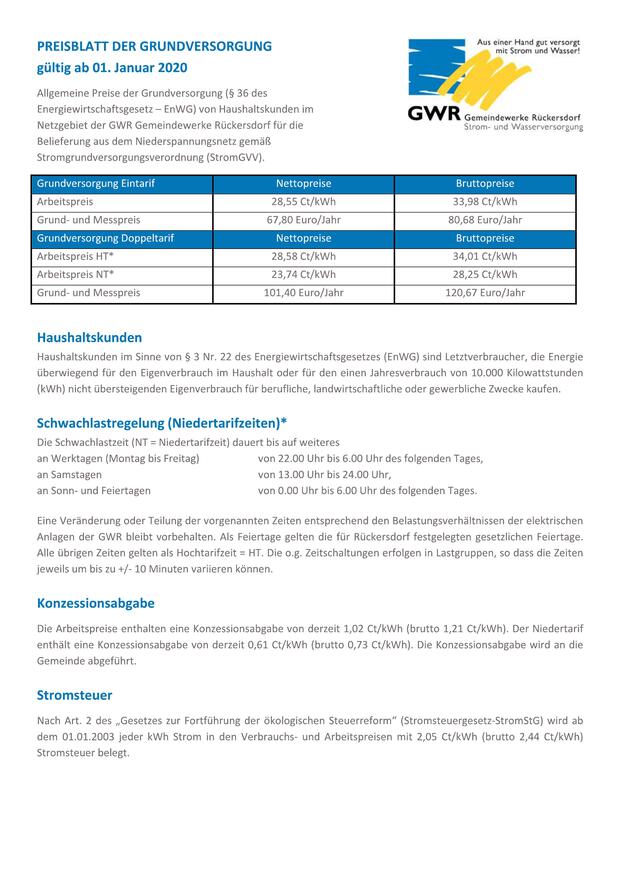 PREISBLATT DER GRUNDVERSORGUNG
gültig ab 01. Januar 2020
Allgemeine Preise der Grundversorgung (§ 36 des
Energiewirtschaftsgesetz – EnWG) von Haushaltskunden im
Netzgebiet der GWR Gemeindewerke Rückersdorf für die
Belieferung aus dem Niederspannungsnetz gemäß
Stromgrundversorgungsverordnung (StromGVV).
Aus einer Hand gut versorgt
mit Strom und Wasser!
GWR Gemeindewerke Rückersdorf
Strom- und Wasserversorgung
Grundversorgung Eintarif Nettopreise Bruttopreise
Arbeitspreis 28,55 Ct/kWh 33,98 Ct/kWh
Grund- und Messpreis 67,80 Euro/Jahr 80,68 Euro/Jahr
Grundversorgung Doppeltarif Nettopreise Bruttopreise
Arbeitspreis HT* 28,58 Ct/kWh 34,01 Ct/kWh
Arbeitspreis NT* 23,74 Ct/kWh 28,25 Ct/kWh
Grund- und Messpreis 101,40 Euro/Jahr 120,67 Euro/Jahr
Haushaltskunden
Haushaltskunden im Sinne von § 3 Nr. 22 des Energiewirtschaftsgesetzes (EnWG) sind Letztverbraucher, die Energie
überwiegend für den Eigenverbrauch im Haushalt oder für den einen Jahresverbrauch von 10.000 Kilowattstunden
(kWh) nicht übersteigenden Eigenverbrauch für berufliche, landwirtschaftliche oder gewerbliche Zwecke kaufen.
Schwachlastregelung (Niedertarifzeiten)*
Die Schwachlastzeit (NT = Niedertarifzeit) dauert bis auf weiteres
an Werktagen (Montag bis Freitag) von 22.00 Uhr bis 6.00 Uhr des folgenden Tages,
an Samstagen von 13.00 Uhr bis 24.00 Uhr,
an Sonn- und Feiertagen von 0.00 Uhr bis 6.00 Uhr des folgenden Tages.
Eine Veränderung oder Teilung der vorgenannten Zeiten entsprechend den Belastungsverhältnissen der elektrischen
Anlagen der GWR bleibt vorbehalten. Als Feiertage gelten die für Rückersdorf festgelegten gesetzlichen Feiertage.
Alle übrigen Zeiten gelten als Hochtarifzeit = HT. Die o.g. Zeitschaltungen erfolgen in Lastgruppen, so dass die Zeiten
jeweils um bis zu +/- 10 Minuten variieren können.
Konzessionsabgabe
Die Arbeitspreise enthalten eine Konzessionsabgabe von derzeit 1,02 Ct/kWh (brutto 1,21 Ct/kWh). Der Niedertarif
enthält eine Konzessionsabgabe von derzeit 0,61 Ct/kWh (brutto 0,73 Ct/kWh). Die Konzessionsabgabe wird an die
Gemeinde abgeführt.
Stromsteuer
Nach Art. 2 des „Gesetzes zur Fortführung der ökologischen Steuerreform“ (Stromsteuergesetz-StromStG) wird ab
dem 01.01.2003 jeder kWh Strom in den Verbrauchs- und Arbeitspreisen mit 2,05 Ct/kWh (brutto 2,44 Ct/kWh)
Stromsteuer belegt.